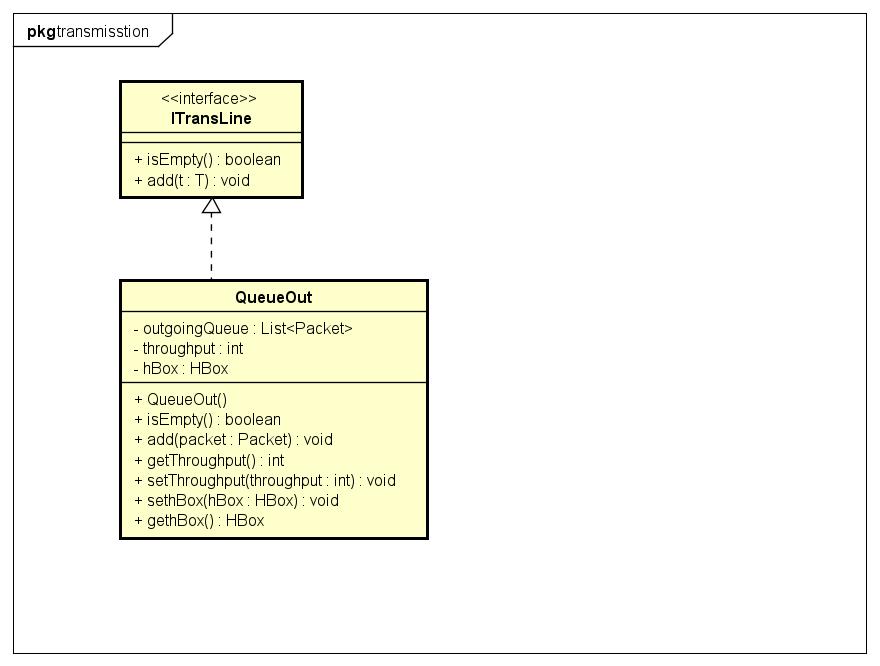 pkgtransmisstion
<<interface>>
ITransLine
+ isEmpty() : boolean
+ add(t : T) : void
QueueOut
- outgoingQueue : List<Packet>
- throughput : int
- hBox : HBox
+ QueueOut()
+ isEmpty() : boolean
+ add(packet : Packet) : void
+ getThroughput() : int
+ setThroughput(throughput : int) : void
+ sethBox(hBox : HBox) : void
+ gethBox() : HBox